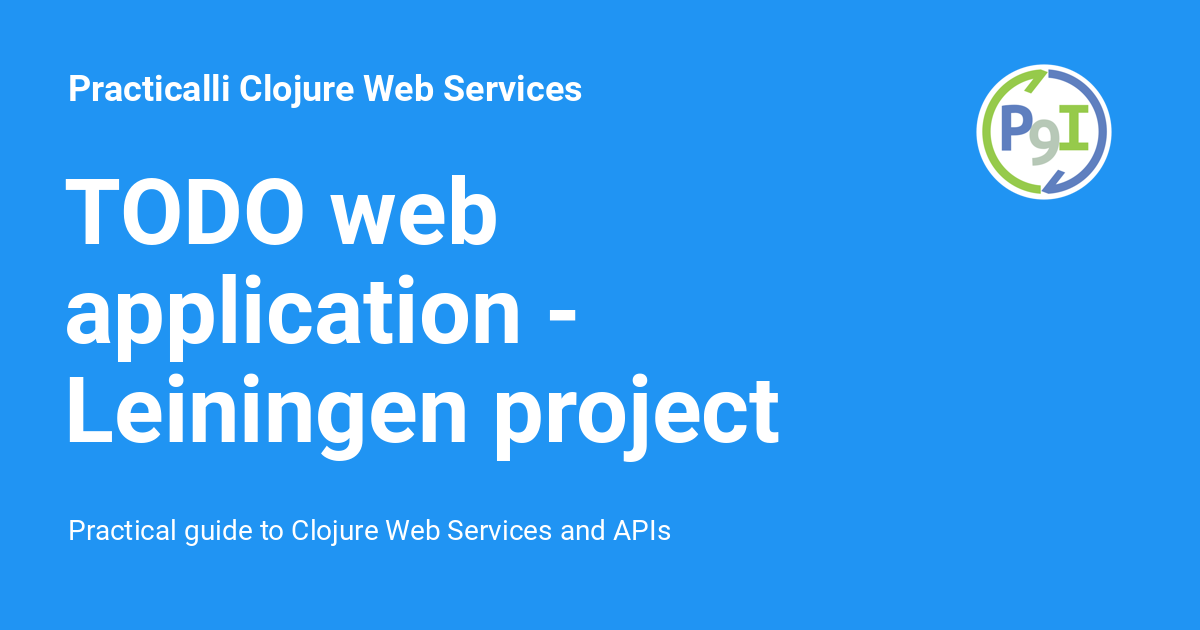 Practicalli Clojure Web Services
P9I
TODO web
application -
Leiningen project
Practical guide to Clojure Web Services and APIs